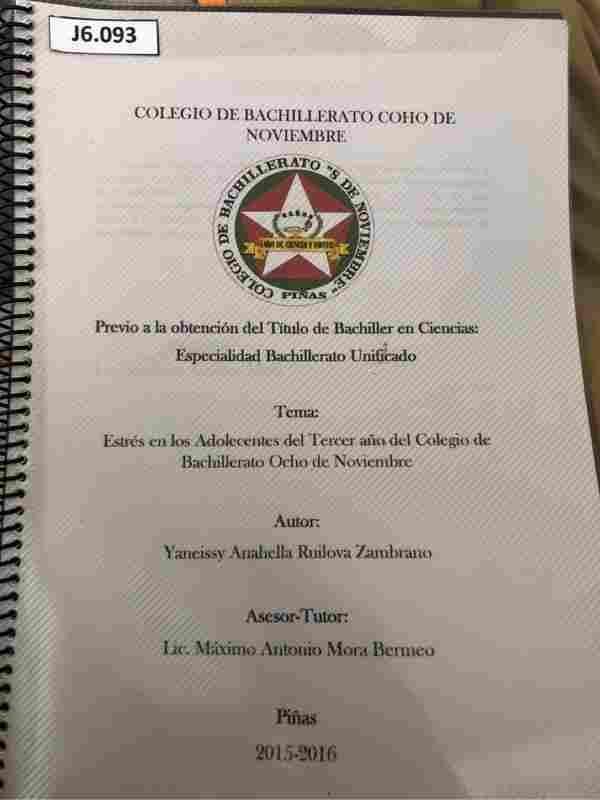 J6.093
COLEGIO DE BACHILLERATO COHO DE
NOVIEMBRE
COLEGIO DE BACHILLERATO "8 DE NOVIEMBRE"
PIÑAS
Previo a la obtención del Título de Bachiller en Ciencias:
Especialidad Bachillerato Unificado
Tema:
Estrés en los Adolecentes del Tercer año del Colegio de
Bachillerato Ocho de Noviembre
Autor:
Yaneissy Anabella Ruilova Zambrano
Asesor-Tutor:
Lic. Máximo Antonio Mora Bermeo
Piñas
2015-2016